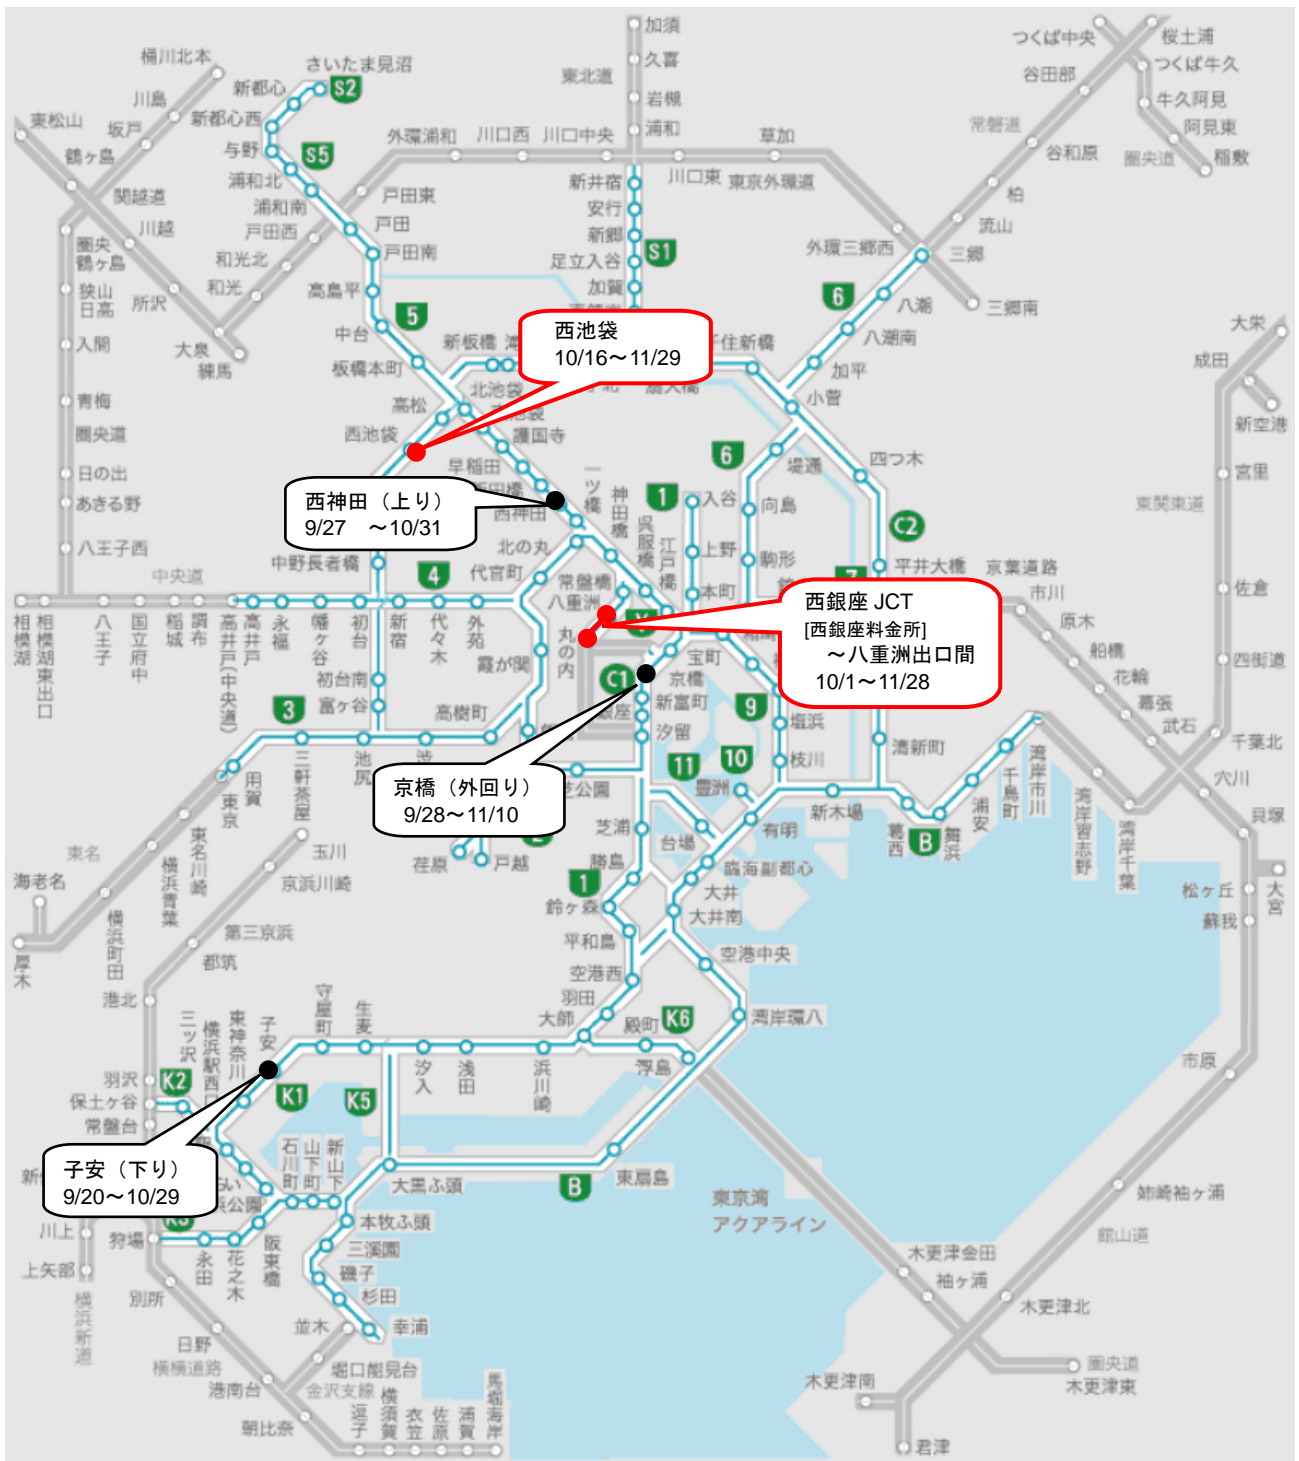 加須
久喜
東北道
岩槻
浦和
つくば中央
桜土浦
つくば牛久
谷田部
牛久阿見
常磐道
阿見東
谷和原
圏央道
稲敷
柏
流山
桶川北本
川島
坂戸
東松山
鶴ヶ島
関越道
川越
圏央
鶴ヶ島
狭山
日高
所沢
入間
大泉
練馬
青梅
圏央道
日の出
あきる野
八王子西
さいたま見沼
S2
新都心
新都心西
与野
S5
浦和北
浦和南
戸田西
戸田東
戸田
戸田南
和光北
和光
外環浦和
川口西
川口中央
草加
新井宿
川口東
東京外環道
安行
新郷
S1
足立入谷
加賀
外環三郷西
三郷
三郷南
八潮
6
八潮南
加平
小菅
高島平
5
中台
新板橋
板橋本町
西池袋
10/16～11/29
千住新橋
北池袋
高松
西池袋
護国寺
早稲田
西神田
西神田（上り）
9/27 ～10/31
一ツ橋
神田橋
呉服橋
江戸橋
1
入谷
上野
本町
6
堤通
向島
駒形
四つ木
C2
平井大橋
7
京葉道路
市川
原木
船橋
花輪
幕張
武石
大栄
成田
新空港
宮里
東関東道
佐倉
四街道
千葉北
穴川
貝塚
松ヶ丘
大宮
蘇我
市原
中央道
中野長者橋
4
北の丸
代官町
常盤橋
八重洲
Y
丸の内
霞が関
相模湖
相模湖東出口
八王子
国立府中
稲城
調布
高井戸(中央道)
高井戸
永福
幡ヶ谷
初台
新宿
代々木
外苑
初台南
富ヶ谷
3
高樹町
西銀座 JCT
[西銀座料金所]
～八重洲出口間
10/1～11/28
宝町
京橋
C1
新富町
銀座
汐留
9
塩浜
枝川
10
11
豊洲
清新町
京橋（外回り）
9/28～11/10
三軒茶屋
池尻
用賀
東京
東名川崎
東名
横浜青葉
横浜町田
海老名
厚木
玉川
京浜川崎
第三京浜
都筑
港北
芝公園
芝浦
台場
有明
新木場
葛西
B
舞浜
浦安
千鳥町
湾岸市川
湾岸習志野
湾岸千葉
荏原
戸越
勝島
1
鈴ヶ森
平和島
空港西
羽田
臨海副都心
大井
大井南
空港中央
湾岸環八
大師
殿町
K6
浮島
守屋町
生麦
子安
東神奈川
横浜駅西口
三ッ沢
汐入
浅田
浜川崎
羽沢
K2
保土ヶ谷
常盤台
K1
K5
子安（下り）
9/20～10/29
石川町
山下町
新山下
大黒ふ頭
B
東扇島
東京湾
アクアライン
川上
狩場
上矢部
横浜新道
永田
花之木
阪東橋
本牧ふ頭
三溪園
磯子
杉田
幸浦
別所
日野
横横道路
並木
堀口能見台
港南台
金沢支線
朝比奈
逗子
横須賀
衣笠
佐原
浦賀
馬堀海岸
姉崎袖ヶ浦
館山道
木更津金田
袖ヶ浦
木更津北
圏央道
木更津東
木更津南
君津